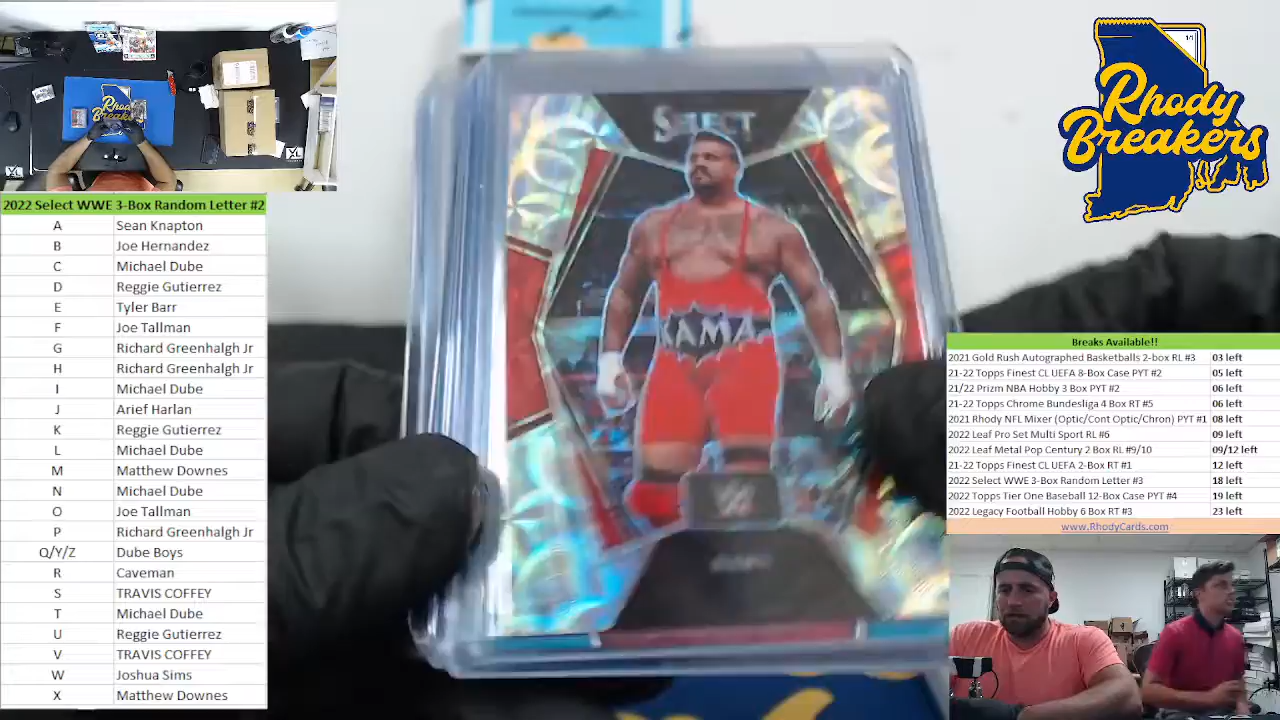 Rhody
Breakers
2022 Select WWE 3-Box Random Letter #2
A Sean Knapton
B Joe Hernandez
C Michael Dube
D Reggie Gutierrez
E Tyler Barr
F Joe Tallman
G Richard Greenhalgh Jr
H Richard Greenhalgh Jr
I Michael Dube
J Arief Harlan
K Reggie Gutierrez
L Michael Dube
M Matthew Downes
N Michael Dube
O Joe Tallman
P Richard Greenhalgh Jr
Q/Y/Z Dube Boys
R Caveman
S TRAVIS COFFEY
T Michael Dube
U Reggie Gutierrez
V TRAVIS COFFEY
W Joshua Sims
X Matthew Downes
SELECT
KAMA
W
1/1
Rhody
Breakers
Breaks Available!!
2021 Gold Rush Autographed Basketballs 2-box RL #3 03 left
21-22 Topps Finest CL UEFA 8-Box Case PYT #2 05 left
21/22 Prizm NBA Hobby 3 Box PYT #2 06 left
21-22 Topps Chrome Bundesliga 4 Box RT #5 06 left
2021 Rhody NFL Mixer (Optic/Cont Optic/Chron) PYT #1 08 left
2022 Leaf Pro Set Multi Sport RL #6 09 left
2022 Leaf Metal Pop Century 2 Box RL #9/10 09/12 left
21-22 Topps Finest CL UEFA 2-Box RT #1 12 left
2022 Select WWE 3-Box Random Letter #3 18 left
2022 Topps Tier One Baseball 12-Box Case PYT #4 19 left
2022 Legacy Football Hobby 6 Box RT #3 23 left
www.RhodyCards.com